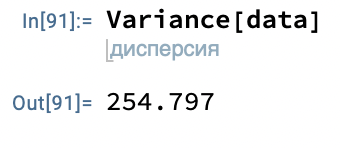 In[91]:= Variance[data]
дисперсия
Out[91]= 254.797